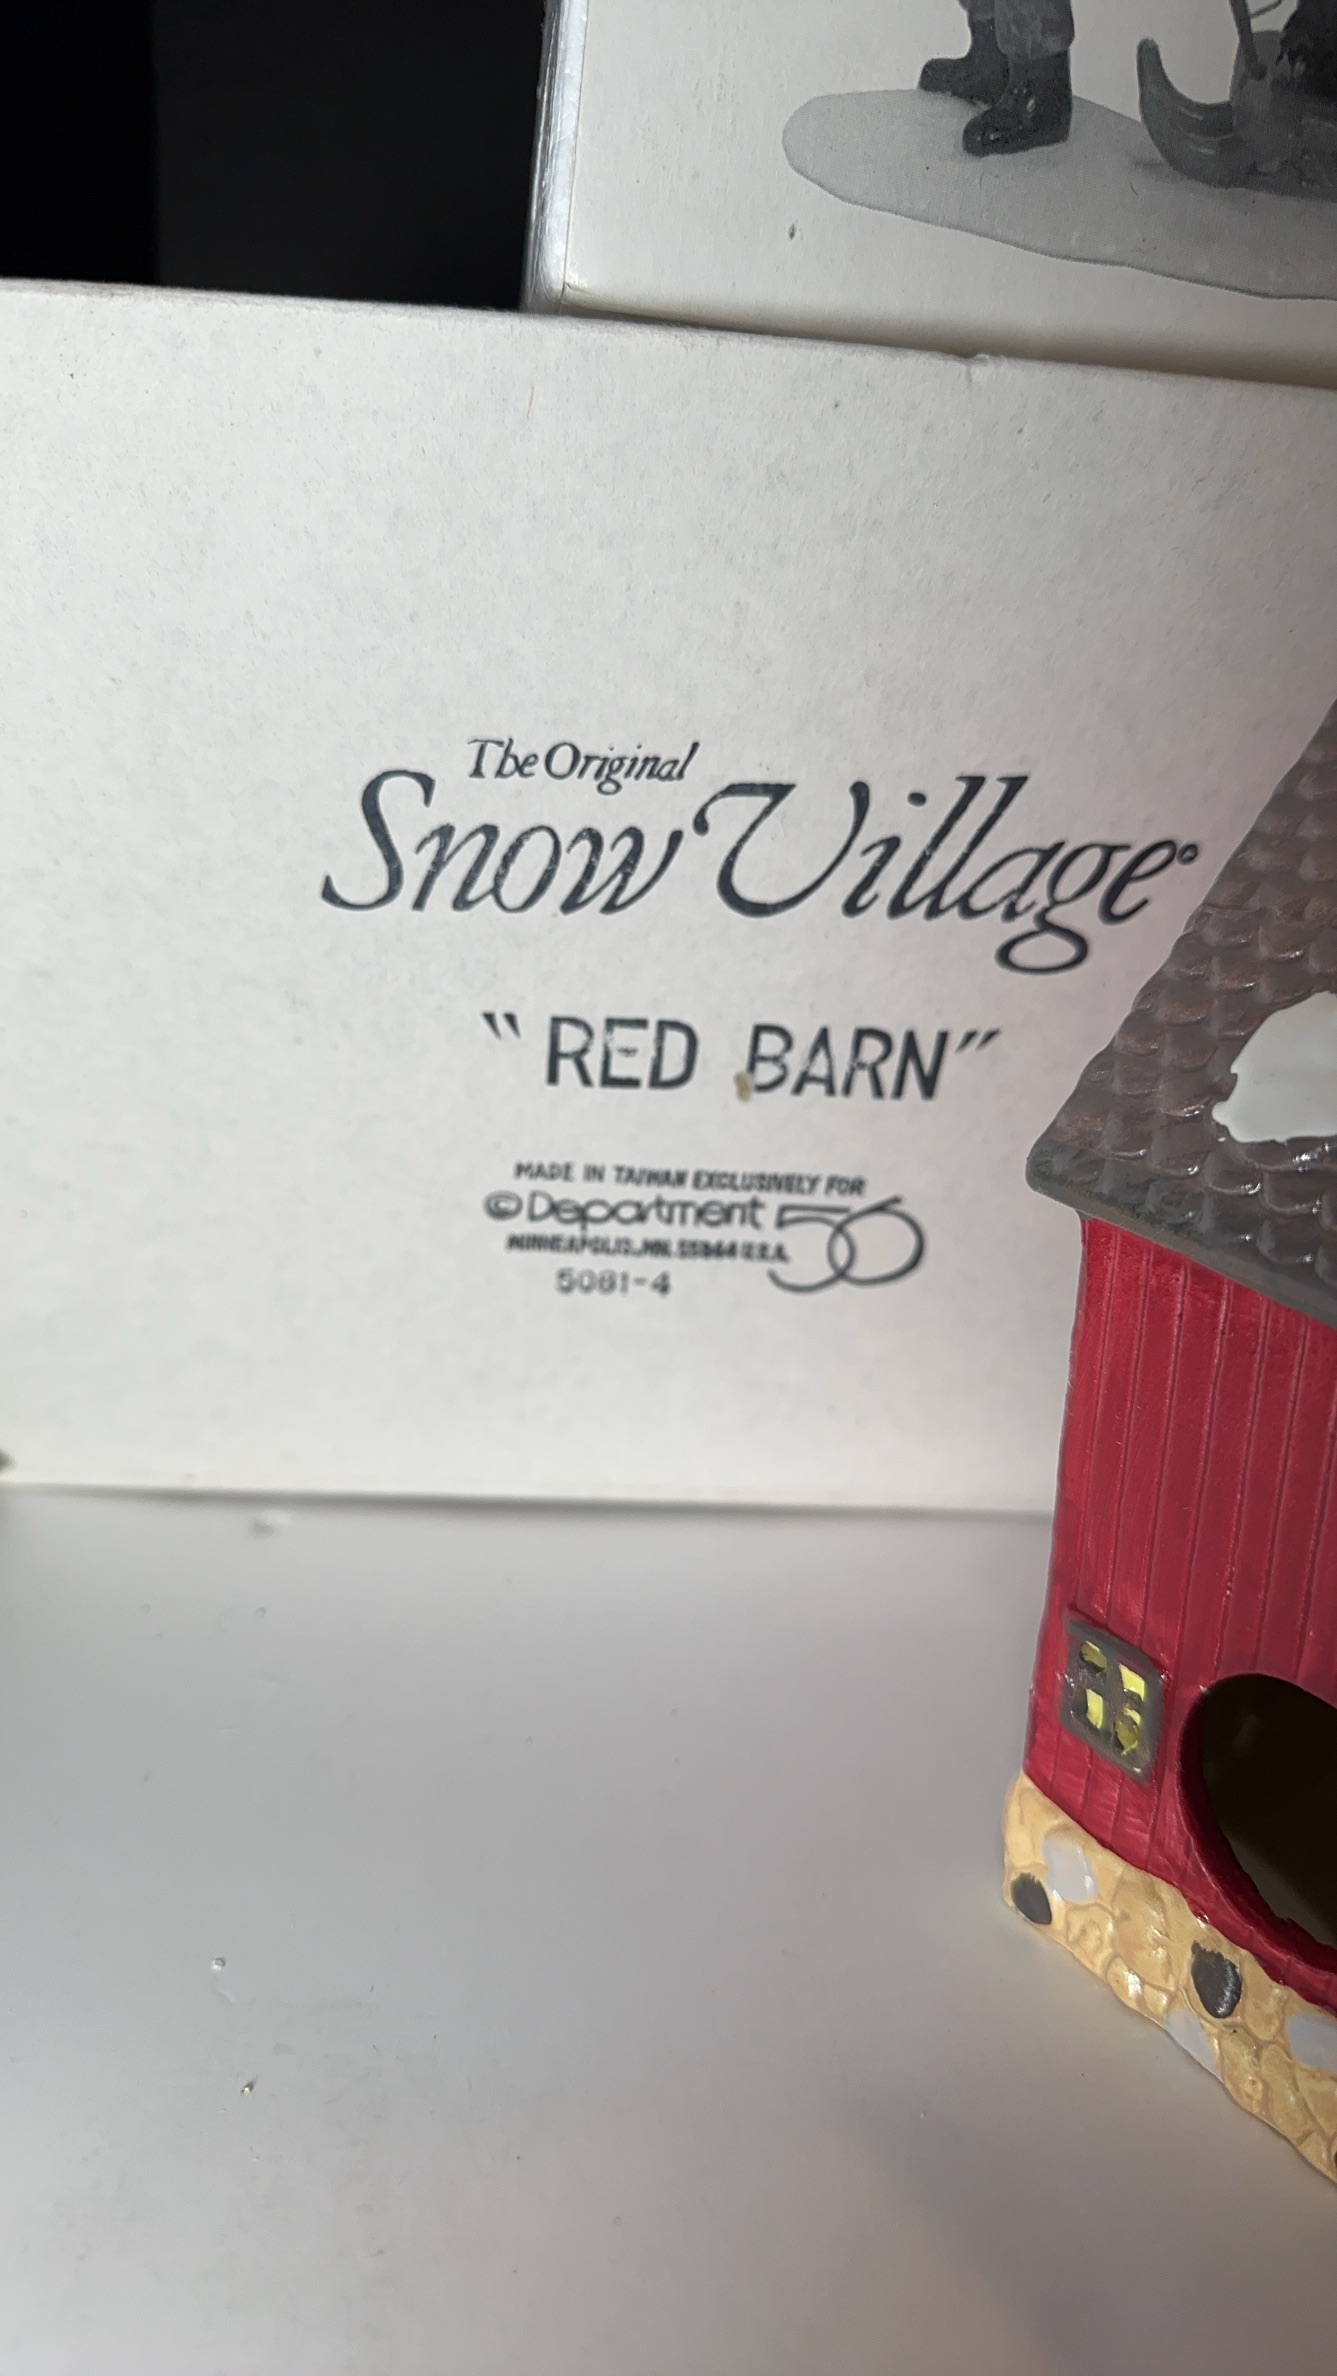 The Original
Snow Village®
"RED BARN"
MADE IN TAIWAN EXCLUSIVELY FOR
© Department 56
MINNEAPOLIS, MN. 55344 U.S.A.
5081-4